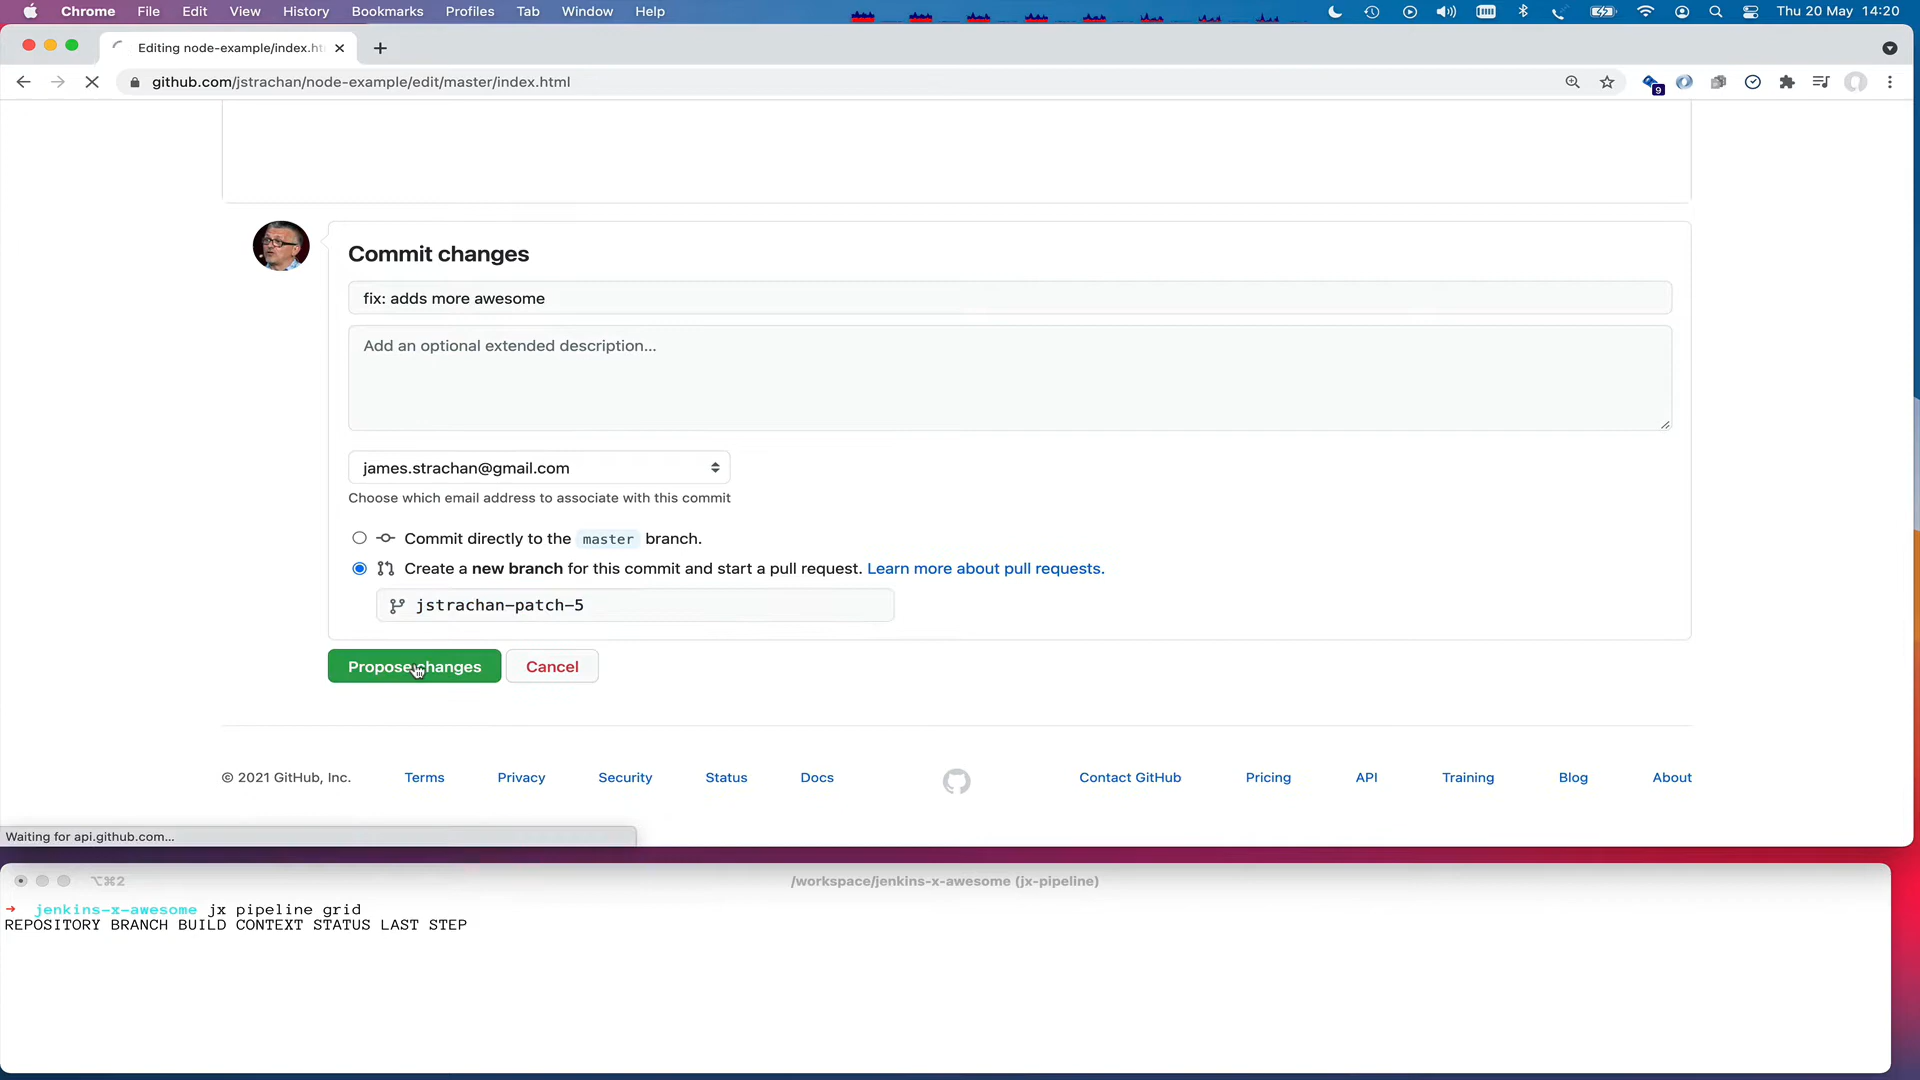 Chrome File Edit View History Bookmarks Profiles Tab Window Help Thu 20 May 14:20
Editing node-example/index.ht
github.com/jstrachan/node-example/edit/master/index.html
9
Commit changes
fix: adds more awesome
Add an optional extended description...
james.strachan@gmail.com
Choose which email address to associate with this commit
Commit directly to the master branch.
Create a new branch for this commit and start a pull request. Learn more about pull requests.
jstrachan-patch-5
Propose changes Cancel
© 2021 GitHub, Inc. Terms Privacy Security Status Docs Contact GitHub Pricing API Training Blog About
Waiting for api.github.com...
⌥⌘2 /workspace/jenkins-x-awesome (jx-pipeline)
→ jenkins-x-awesome jx pipeline grid
REPOSITORY BRANCH BUILD CONTEXT STATUS LAST STEP